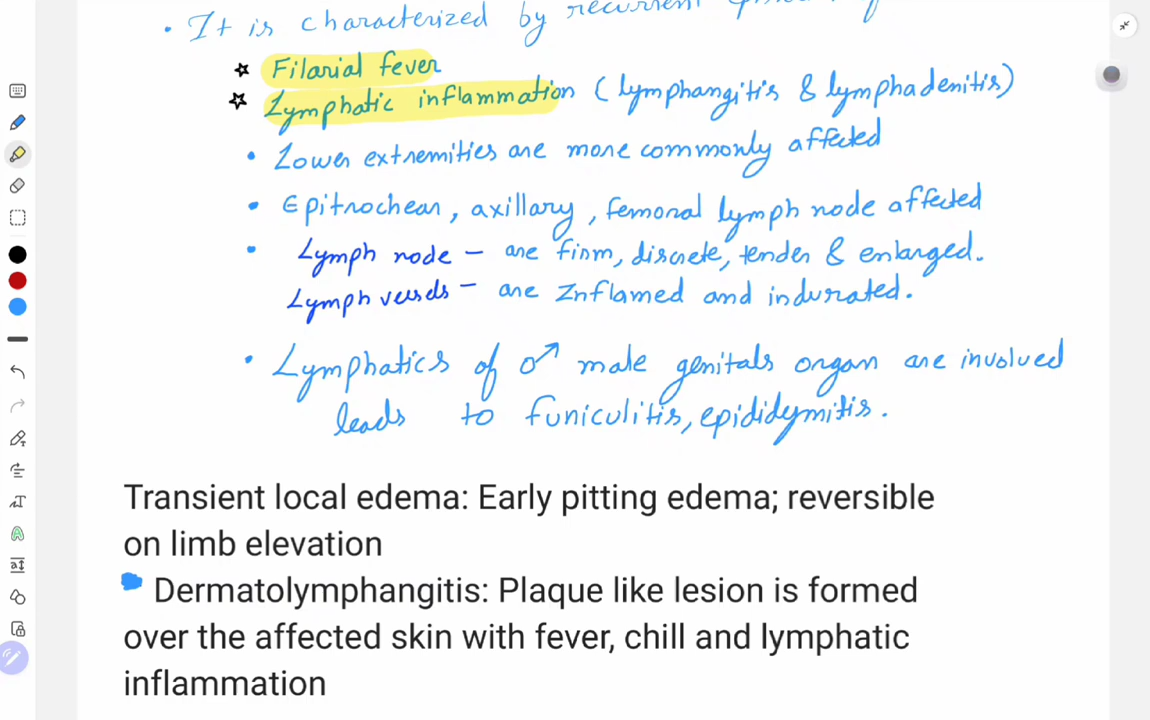 • It is characterized by recurrent
☆ Filarial fever
☆ Lymphatic inflammation (lymphangitis & lymphadenitis)
• Lower extremities are more commonly affected
• Epitrochear, axillary, femoral lymph node affected
• Lymph node – are firm, discrete, tender & enlarged.
Lymph vessels – are Inflamed and indurated.
• Lymphatics of ♂ male genitals organ are involved
leads to funiculitis, epididymitis.
Transient local edema: Early pitting edema; reversible
on limb elevation
Dermatolymphangitis: Plaque like lesion is formed
over the affected skin with fever, chill and lymphatic
inflammation